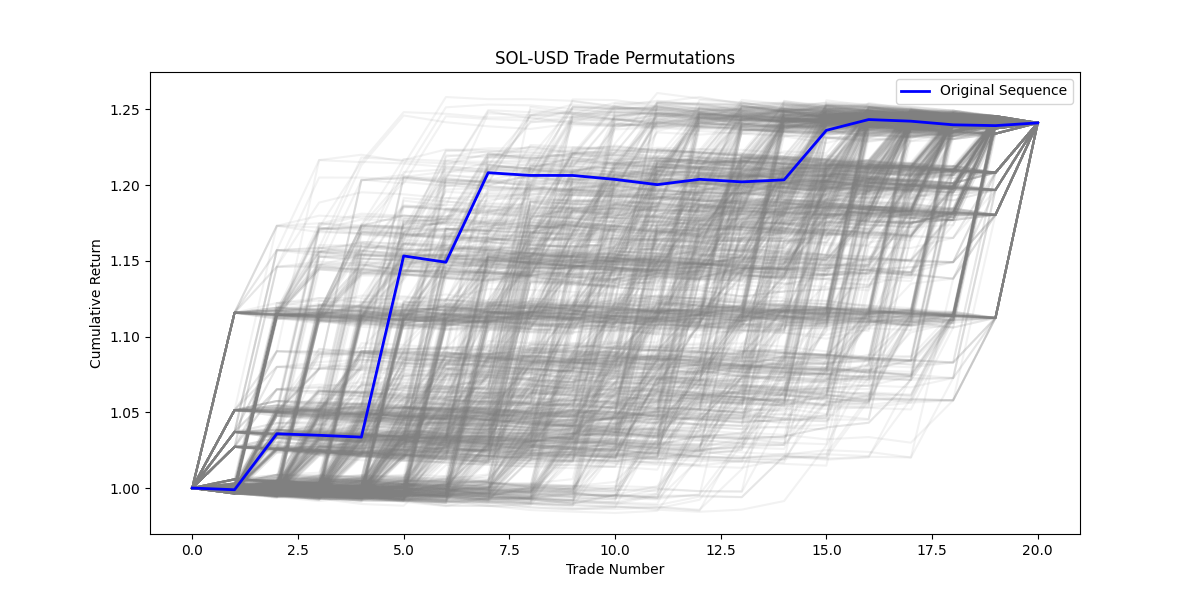 SOL-USD Trade Permutations
Original Sequence
Cumulative Return
1.25
1.20
1.15
1.10
1.05
1.00
0.0 2.5 5.0 7.5 10.0 12.5 15.0 17.5 20.0
Trade Number